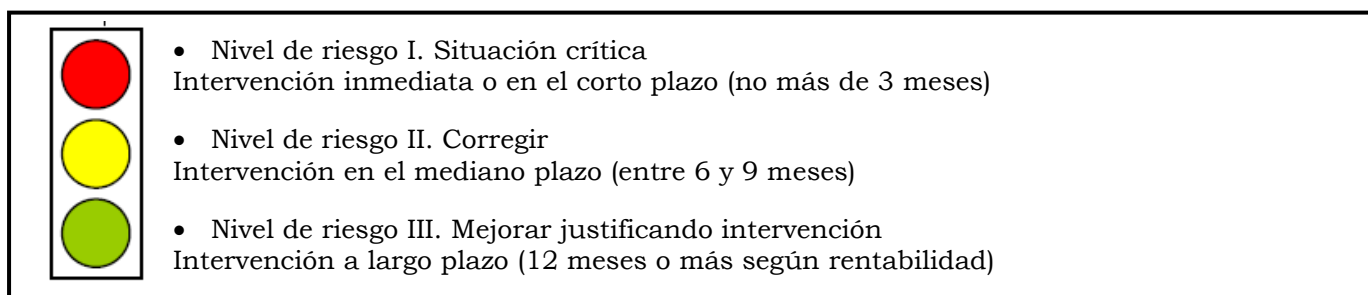 • Nivel de riesgo I. Situación crítica
Intervención inmediata o en el corto plazo (no más de 3 meses)
• Nivel de riesgo II. Corregir
Intervención en el mediano plazo (entre 6 y 9 meses)
• Nivel de riesgo III. Mejorar justificando intervención
Intervención a largo plazo (12 meses o más según rentabilidad)